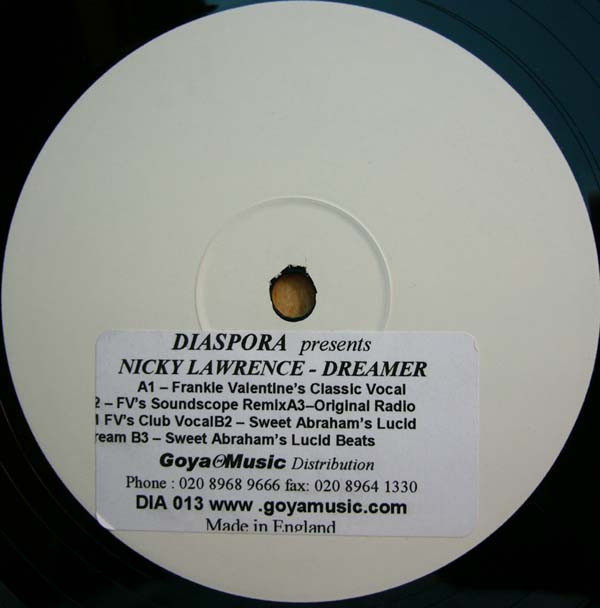 DIASPORA presents
NICKY LAWRENCE - DREAMER
A1 – Frankie Valentine's Classic Vocal
2 – FV's Soundscope RemixA3–Original Radio
FV's Club VocalB2 – Sweet Abraham's Lucid
ream B3 – Sweet Abraham's Lucid Beats
GoyaMusic Distribution
Phone : 020 8968 9666 fax: 020 8964 1330
DIA 013 www .goyamusic.com
Made in England